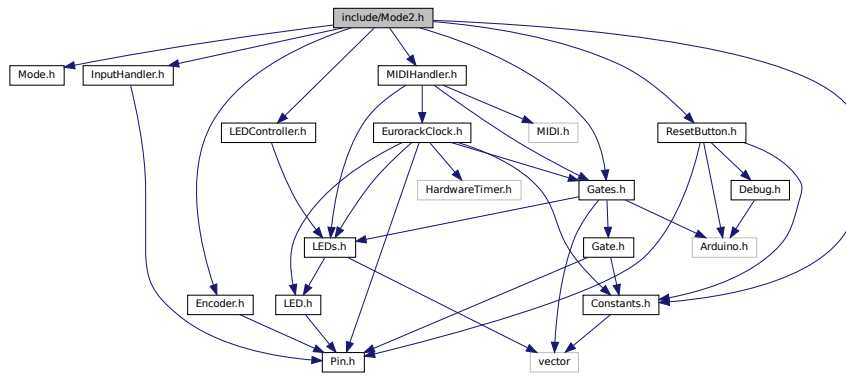 include/Mode2.h
Mode.h
InputHandler.h
MIDIHandler.h
LEDController.h
EurorackClock.h
MIDI.h
ResetButton.h
HardwareTimer.h
Gates.h
Debug.h
LEDs.h
Gate.h
Arduino.h
Encoder.h
LED.h
Constants.h
Pin.h
vector